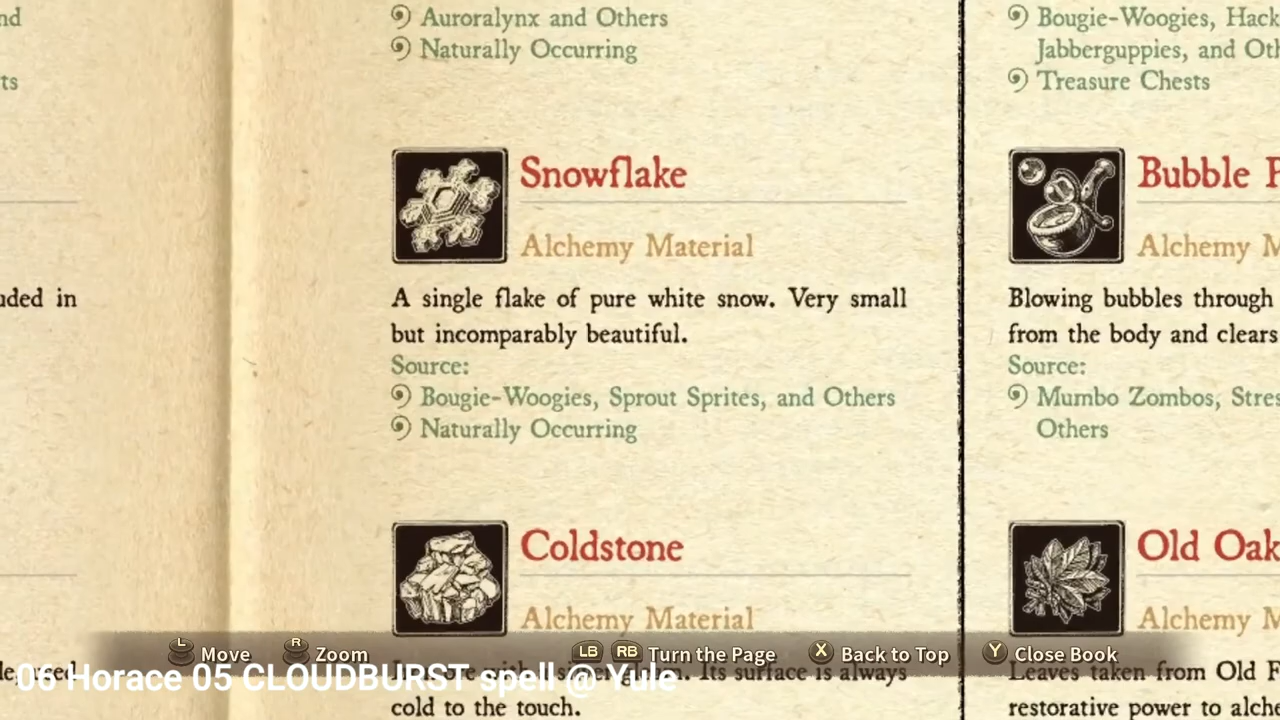 nd
ts
uded in
Auroralynx and Others
Naturally Occurring
Snowflake
Alchemy Material
A single flake of pure white snow. Very small
but incomparably beautiful.
Source:
Bougie-Woogies, Sprout Sprites, and Others
Naturally Occurring
Coldstone
Alchemy Material
Its surface is always
cold to the touch.
Bougie-Woogies, Hack
Jabberguppies, and Oth
Treasure Chests
Bubble
Alchemy M
Blowing bubbles through
from the body and clears
Source:
Mumbo Zombos, Stres
Others
Old Oak
Alchemy M
Leaves taken from Old F
restorative power to alche
L Move R Zoom LB RB Turn the Page X Back to Top Y Close Book
06 Horace 05 CLOUDBURST spell @ Yule